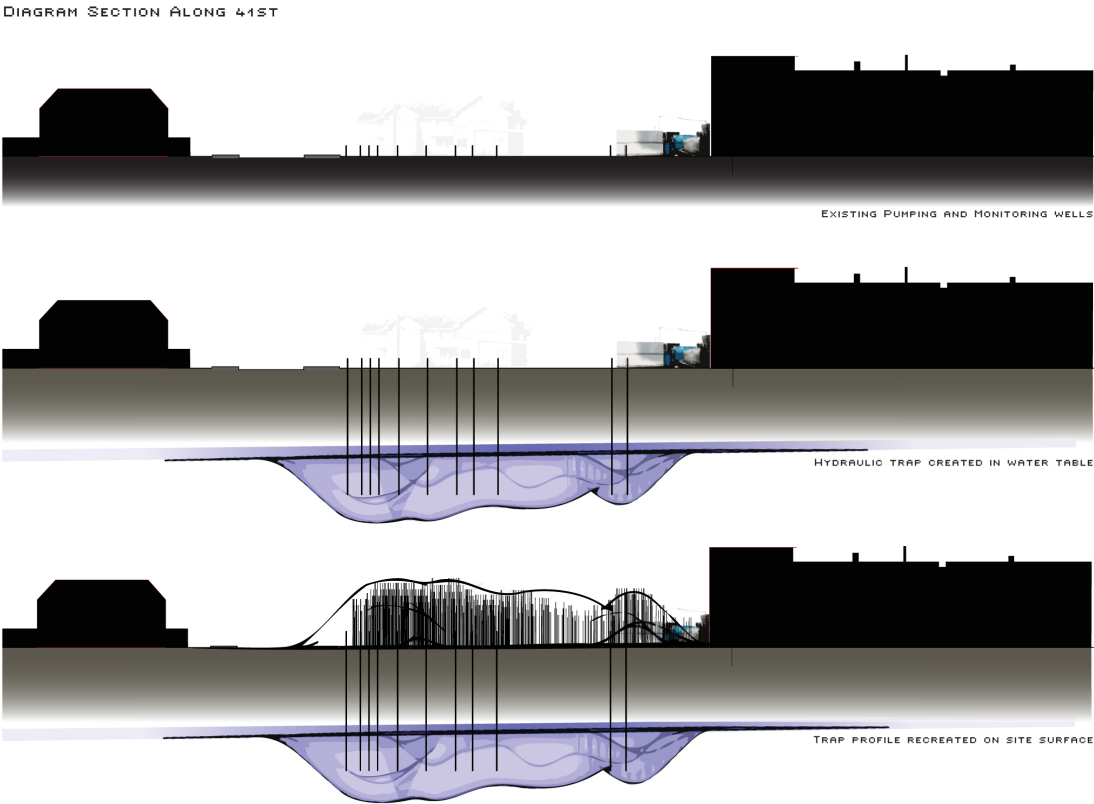 Diagram Section Along 41st
Existing Pumping and Monitoring wells
Hydraulic trap created in water table
Trap profile recreated on site surface